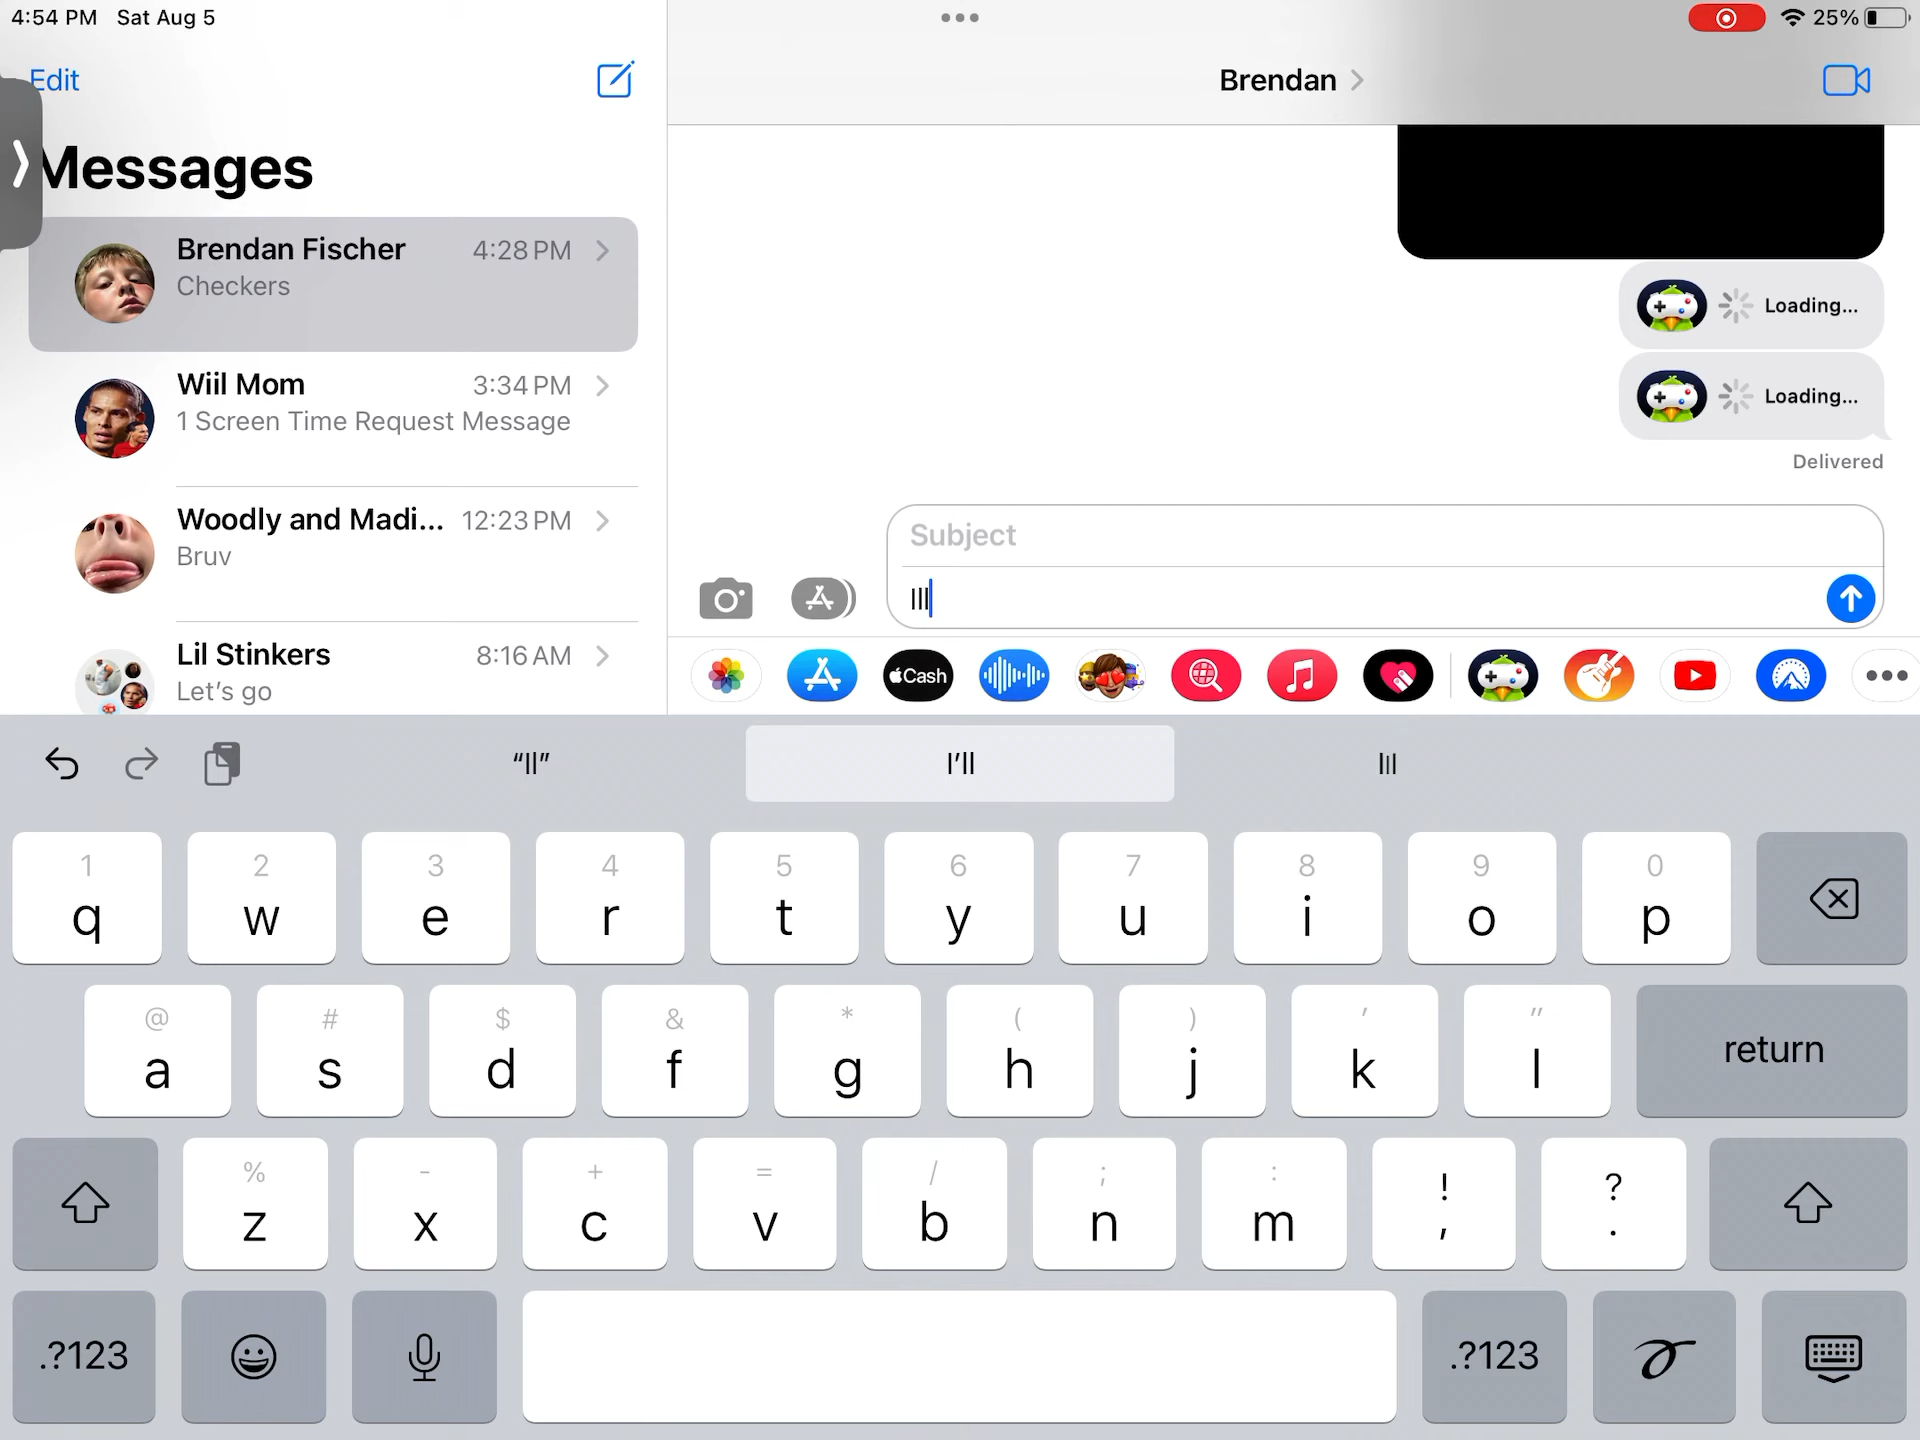 4:54 PM Sat Aug 5
25%
Edit
Messages
Brendan Fischer 4:28 PM
Checkers
Wiil Mom 3:34 PM
1 Screen Time Request Message
Woodly and Madi... 12:23 PM
Bruv
Lil Stinkers 8:16 AM
Let’s go
Brendan
Loading...
Loading...
Delivered
Subject
lll
Cash
“ll” I’ll lll
1 2 3 4 5 6 7 8 9 0
q w e r t y u i o p
@ # $ & * ( ) ' "
a s d f g h j k l return
% - + = / ; : ! ?
z x c v b n m , .
.?123 .?123